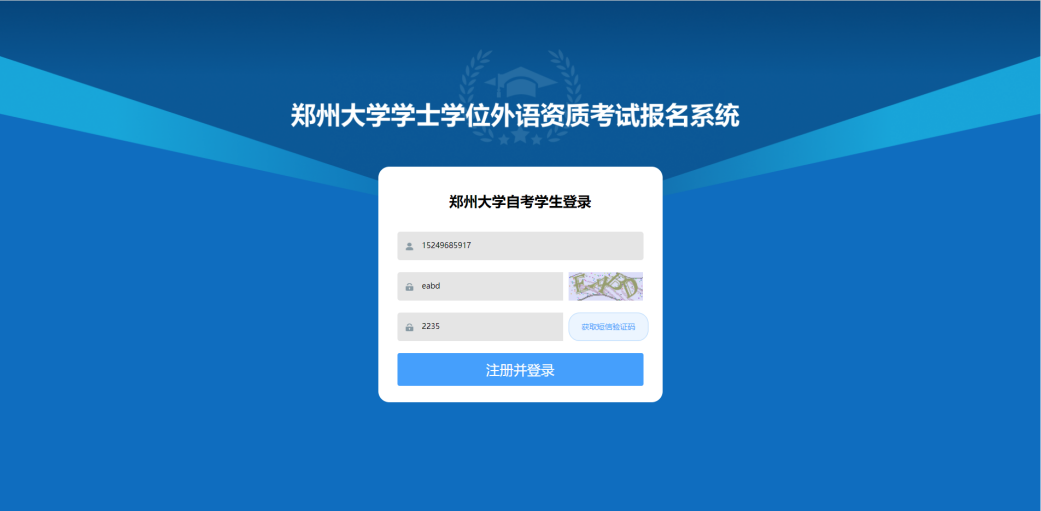 郑州大学学士学位外语资质考试报名系统
郑州大学自考学生登录
15249685917
eabd
2235
获取短信验证码
注册并登录